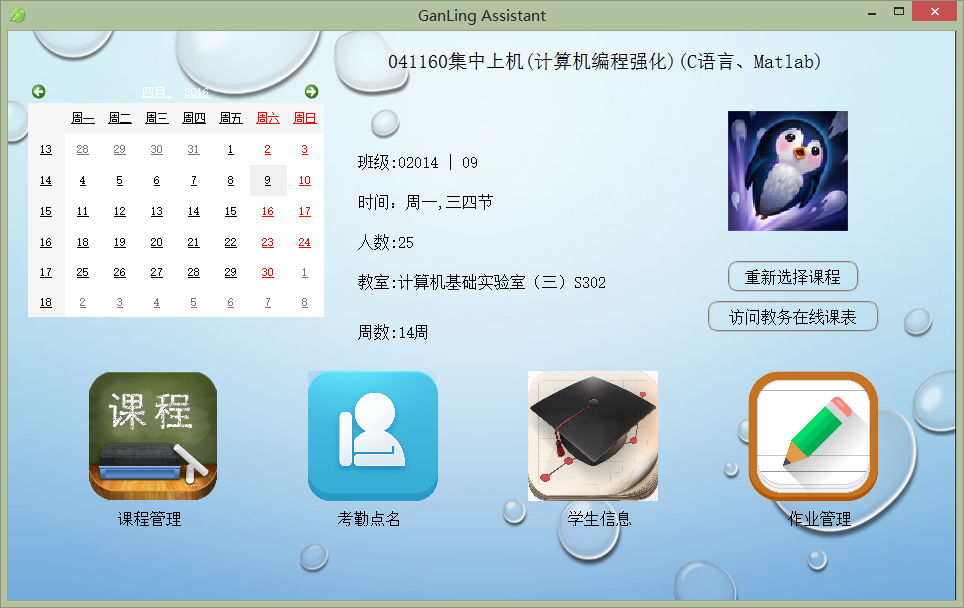 GanLing Assistant
041160集中上机(计算机编程强化)(C语言、Matlab)
四月, 2016
周一 周二 周三 周四 周五 周六 周日
13 28 29 30 31 1 2 3
14 4 5 6 7 8 9 10
15 11 12 13 14 15 16 17
16 18 19 20 21 22 23 24
17 25 26 27 28 29 30 1
18 2 3 4 5 6 7 8
班级:02014 | 09
时间: 周一,三四节
人数:25
教室:计算机基础实验室（三）S302
周数:14周
重新选择课程
访问教务在线课表
课程
课程管理
考勤点名
学生信息
作业管理